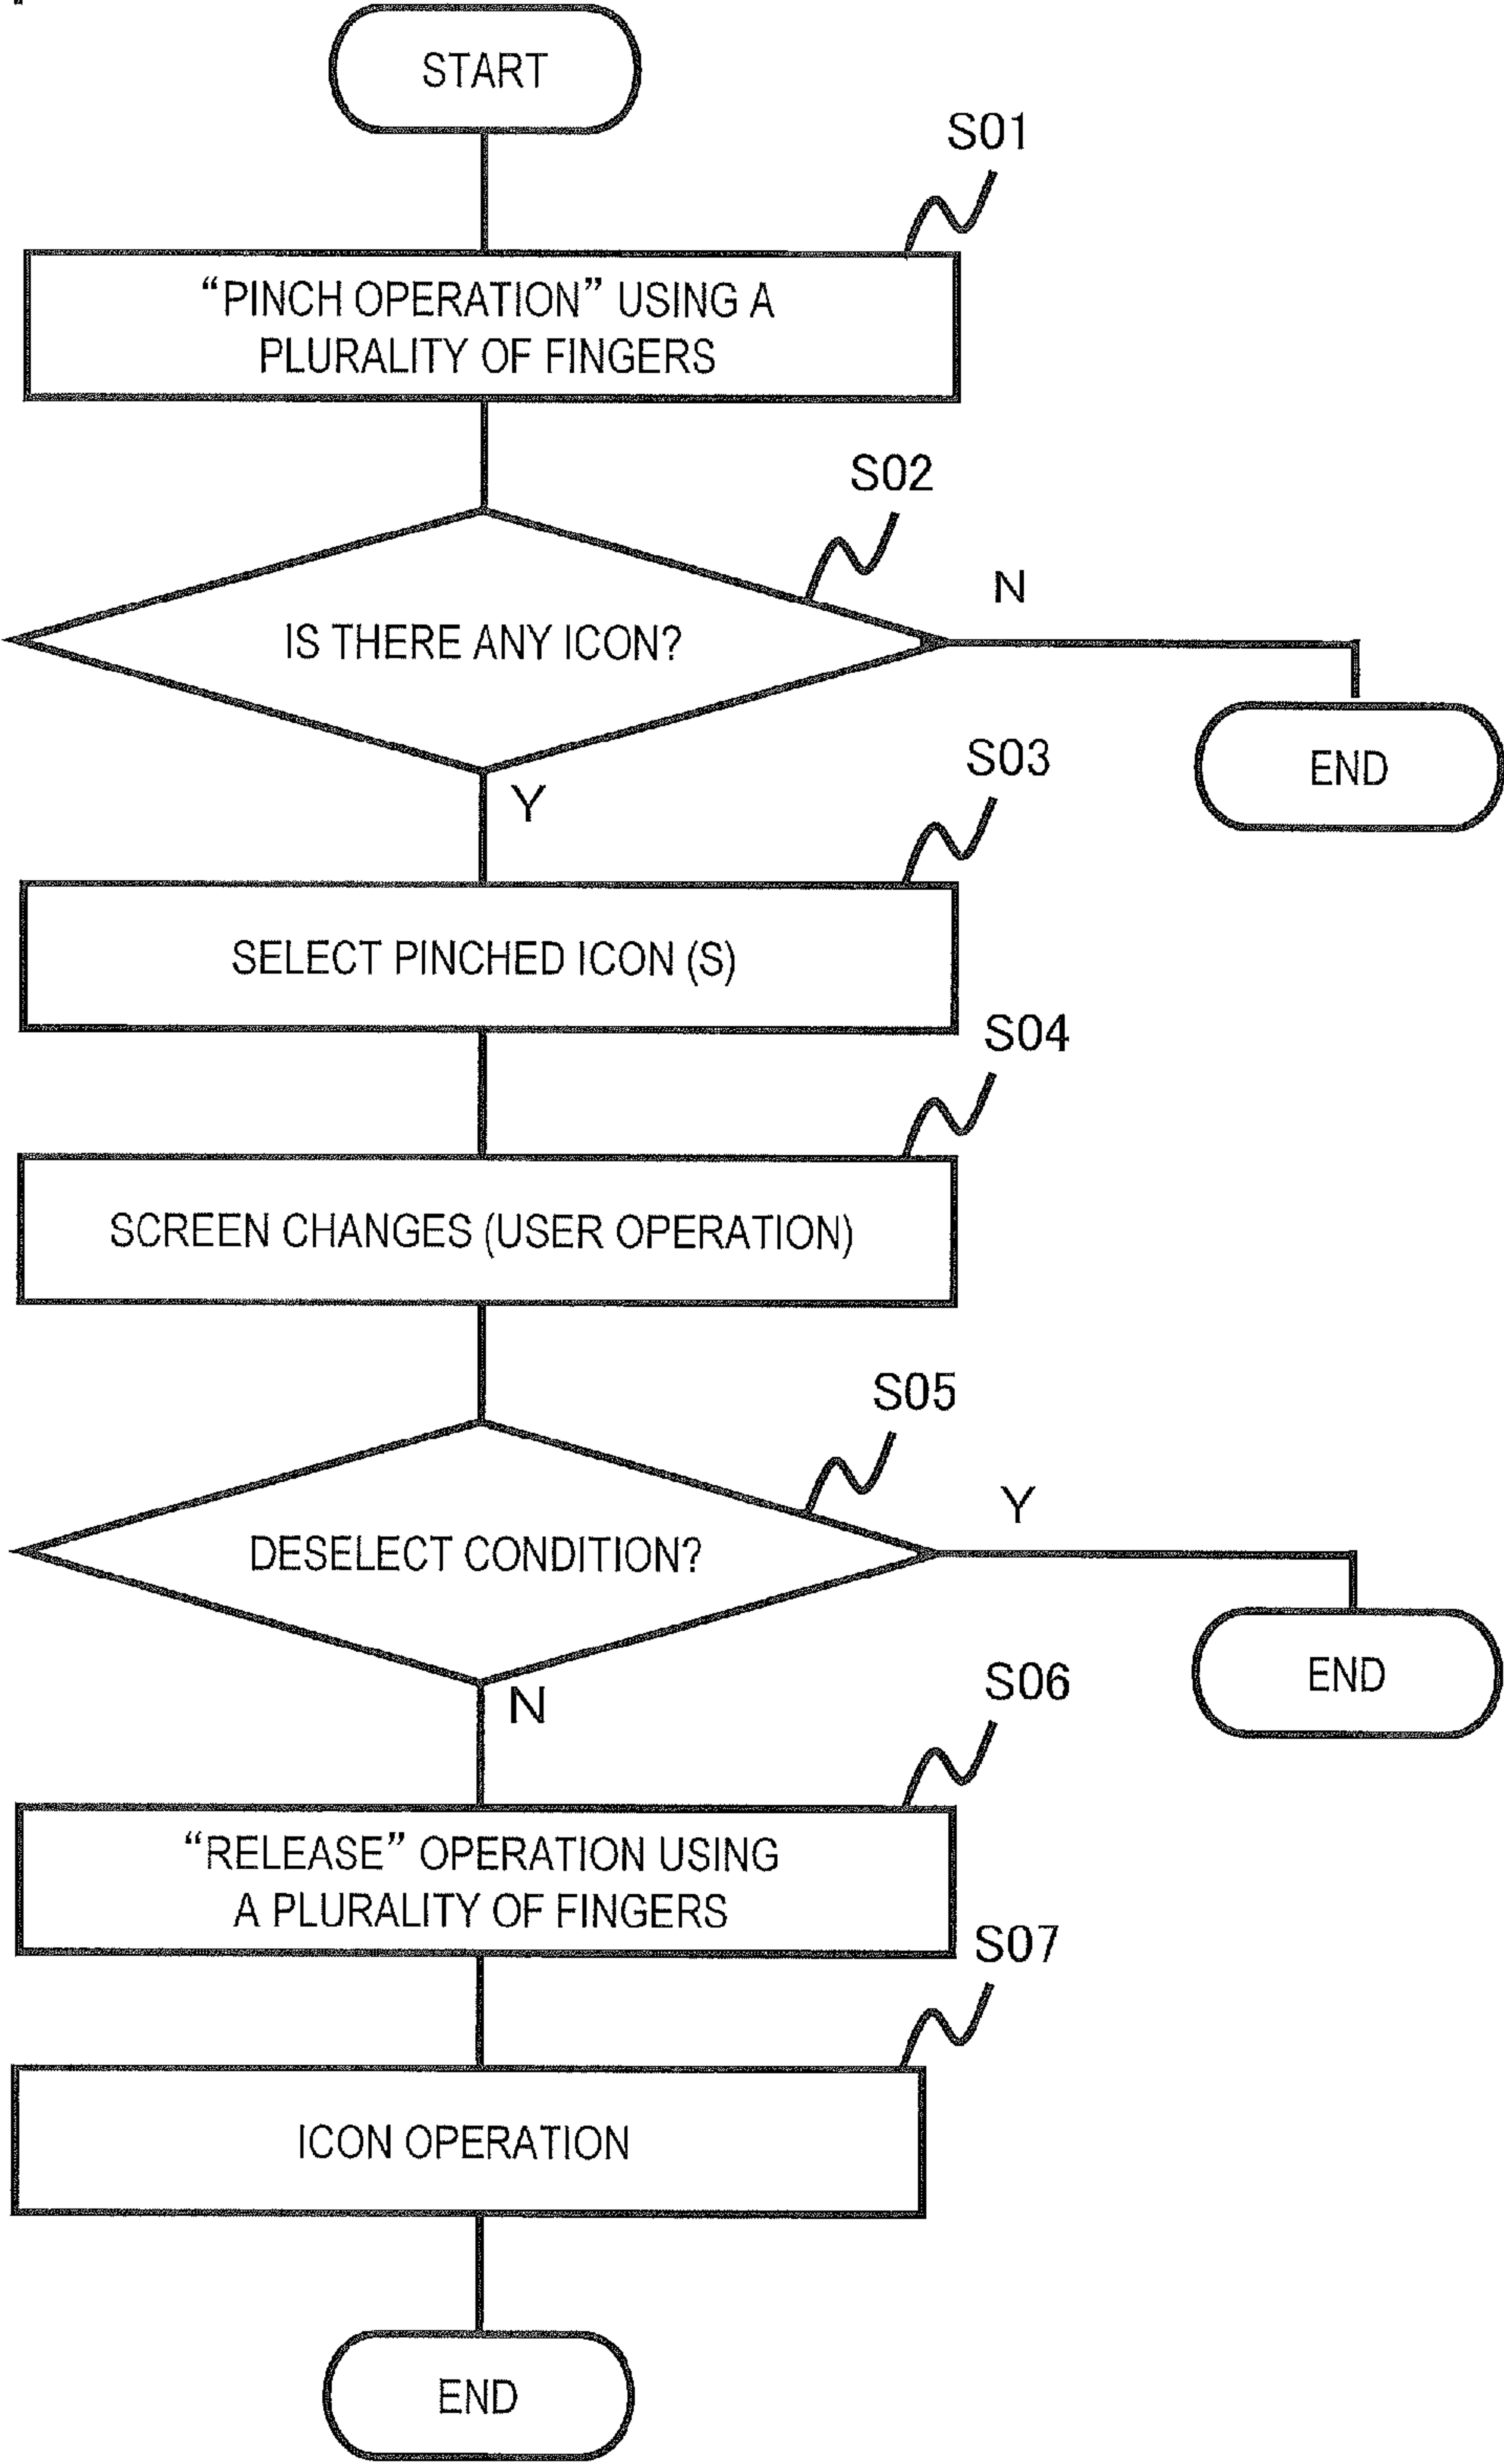 START
S01
“PINCH OPERATION” USING A
PLURALITY OF FINGERS
S02
IS THERE ANY ICON?
N
END
Y
S03
SELECT PINCHED ICON (S)
S04
SCREEN CHANGES (USER OPERATION)
S05
DESELECT CONDITION?
Y
END
N
S06
“RELEASE” OPERATION USING
A PLURALITY OF FINGERS
S07
ICON OPERATION
END